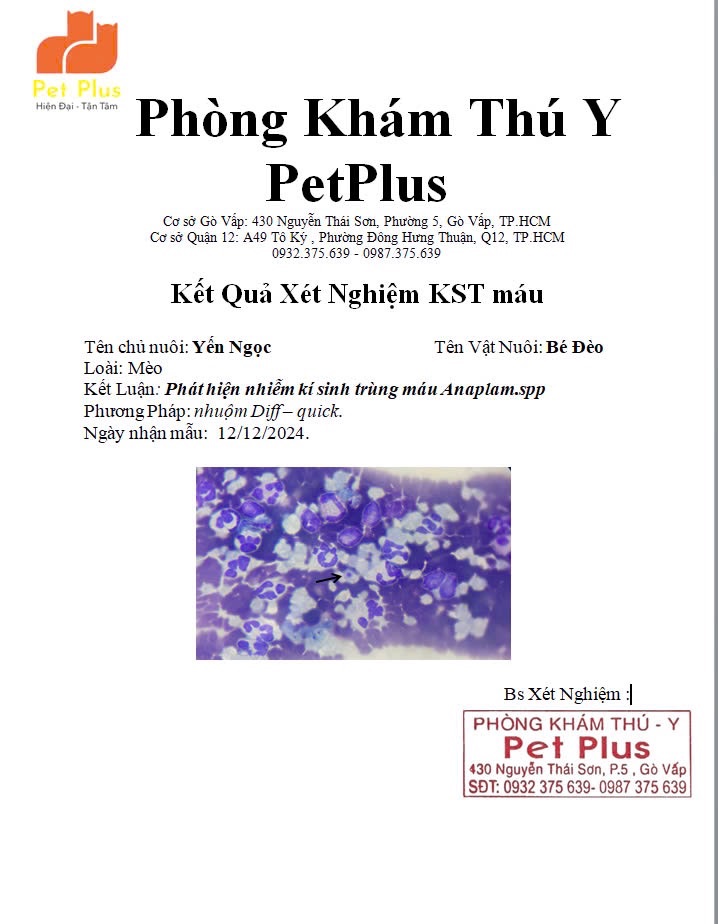 Pet Plus
Hiện Đại - Tận Tâm
Phòng Khám Thú Y
PetPlus
Cơ sở Gò Vấp: 430 Nguyễn Thái Sơn, Phường 5, Gò Vấp, TP.HCM
Cơ sở Quận 12: A49 Tô Ký , Phường Đông Hưng Thuận, Q12, TP.HCM
0932.375.639 - 0987.375.639
Kết Quả Xét Nghiệm KST máu
Tên chủ nuôi: Yến Ngọc Tên Vật Nuôi: Bé Đèo
Loài: Mèo
Kết Luận: Phát hiện nhiễm kí sinh trùng máu Anaplam.spp
Phương Pháp: nhuộm Diff – quick.
Ngày nhận mẫu: 12/12/2024.
Bs Xét Nghiệm :
PHÒNG KHÁM THÚ - Y
Pet Plus
430 Nguyễn Thái Sơn, P.5 , Gò Vấp
SĐT: 0932 375 639- 0987 375 639